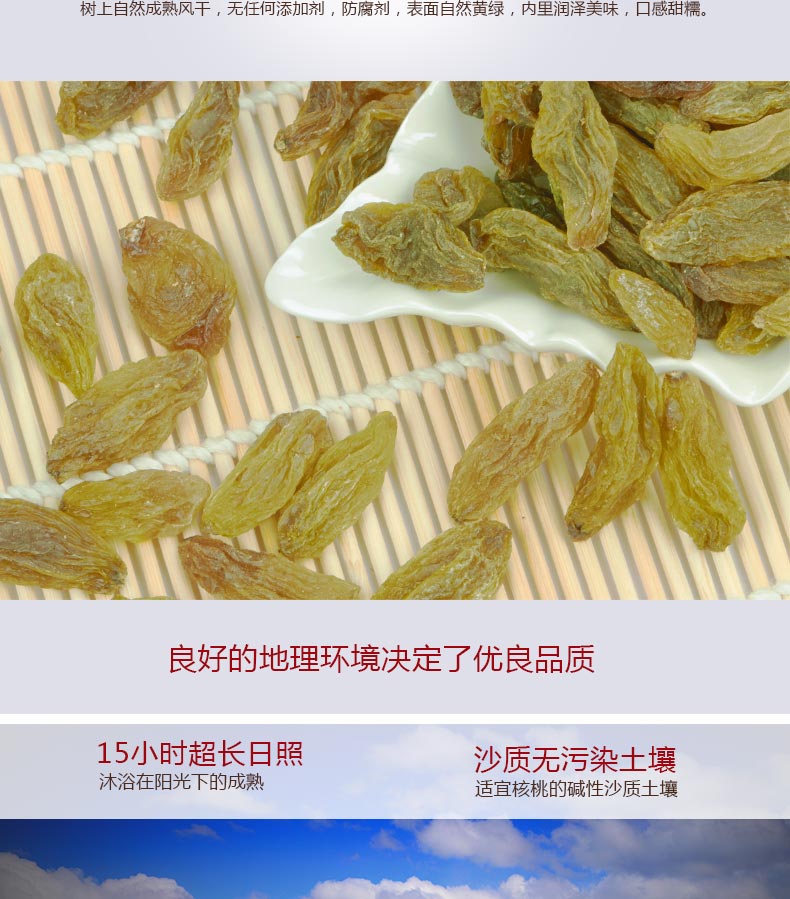 树上自然成熟风干，无任何添加剂，防腐剂，表面自然黄绿，内里润泽美味，口感甜糯。
良好的地理环境决定了优良品质
15小时超长日照
沐浴在阳光下的成熟
沙质无污染土壤
适宜核桃的碱性沙质土壤